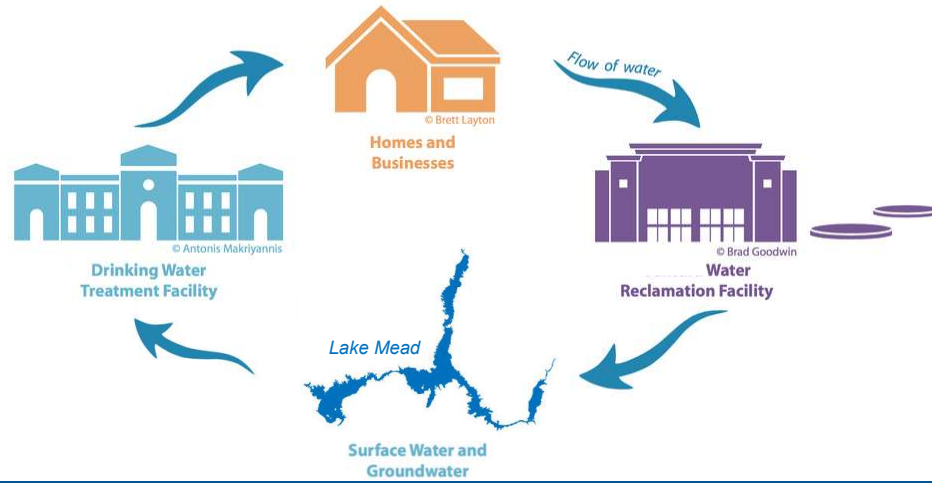 Flow of water
© Brett Layton
Homes and
Businesses
© Antonis Makriyannis
Drinking Water
Treatment Facility
© Brad Goodwin
Water
Reclamation Facility
Lake Mead
Surface Water and
Groundwater